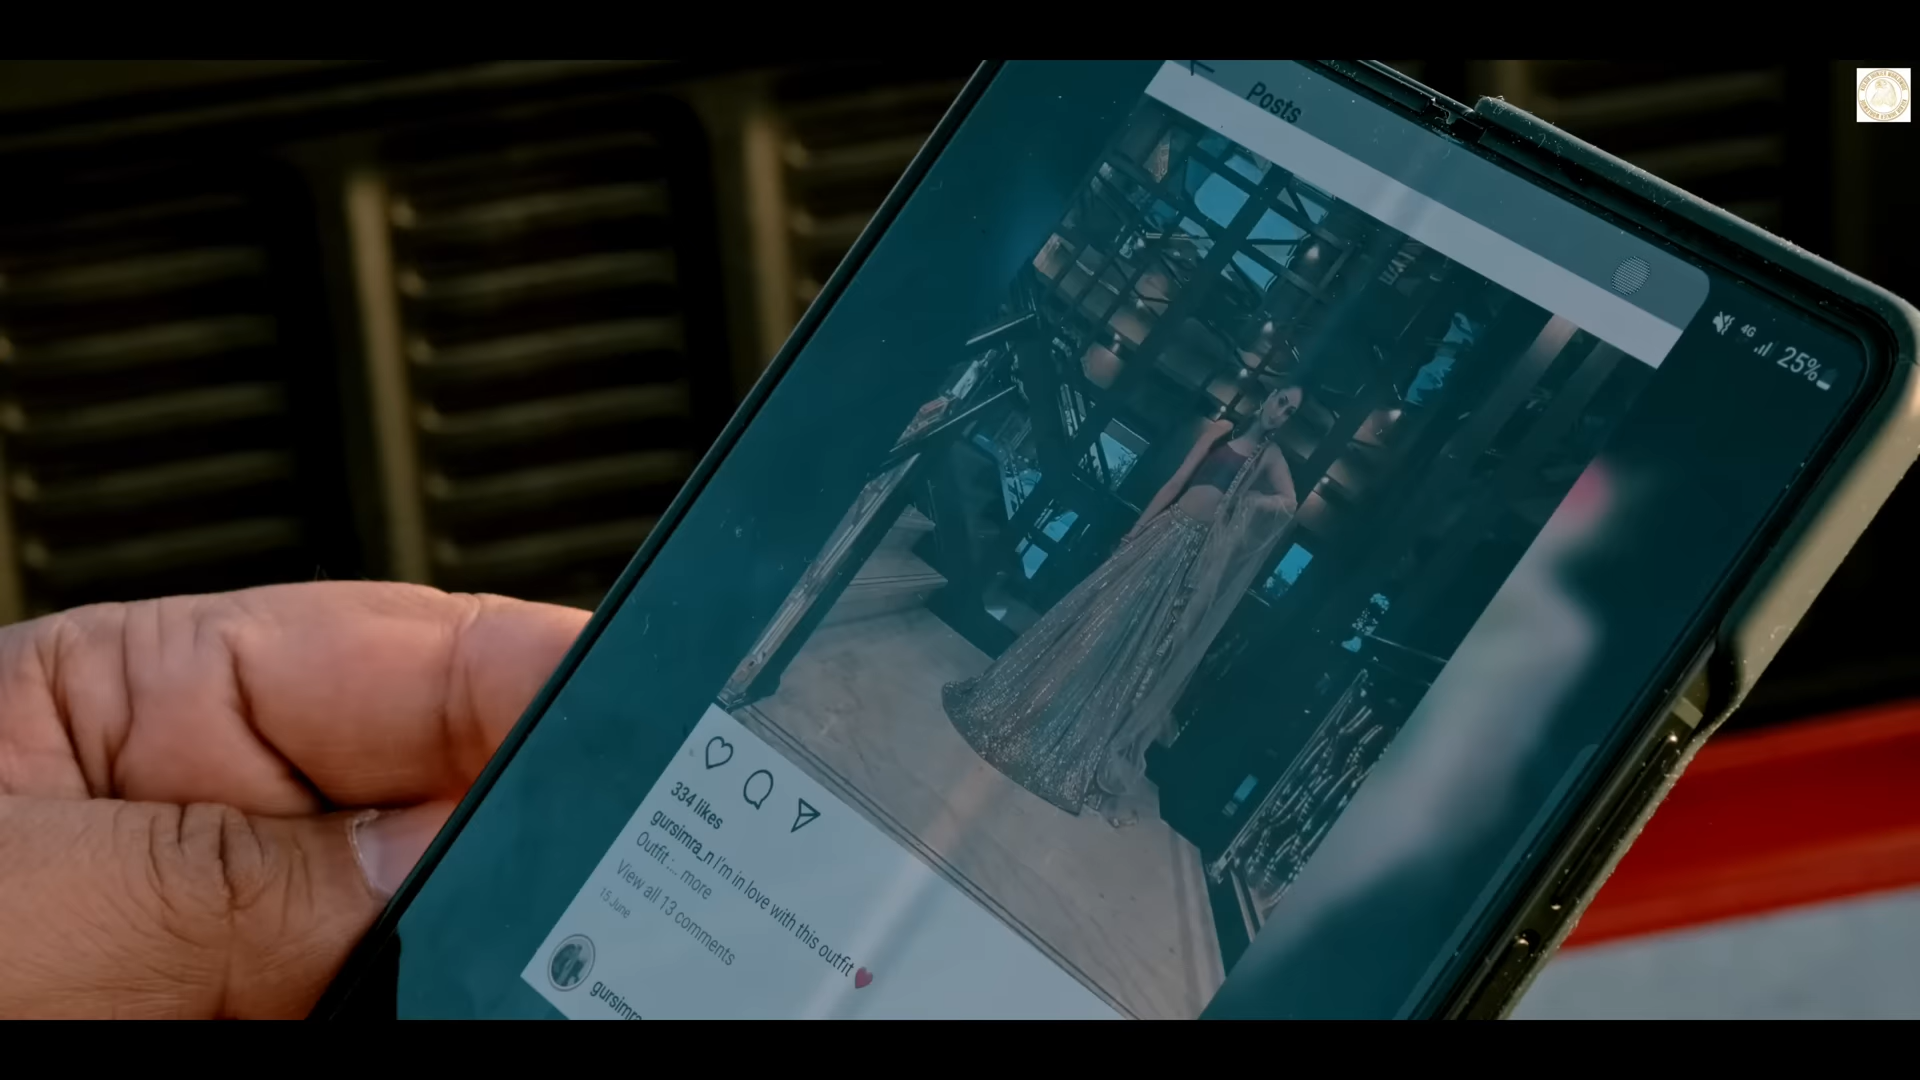 Posts
4G 25%
334 likes
gursimra_n I'm in love with this outfit❤️
Outfit :... more
View all 13 comments
15 June
gursimra